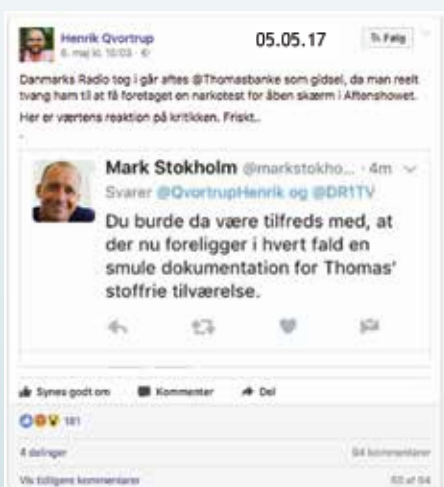 Henrik Qvortrup
05.05.17
Følg
5. maj kl. 10:03
Danmarks Radio tog i går aftes @Thomasbanke som gidsel, da man reelt
tvang ham til at få foretaget en narkotest for åben skærm i Aftenshowet.
Her er værtens reaktion på kritikken. Friskt..
Mark Stokholm @markstokho... · 4m
Svarer @QvortrupHenrik og @DR1TV
Du burde da være tilfreds med, at
der nu foreligger i hvert fald en
smule dokumentation for Thomas'
stoffrie tilværelse.
Synes godt om Kommenter Del
181
4 delinger 94 kommentarer
Vis tidligere kommentarer af 94